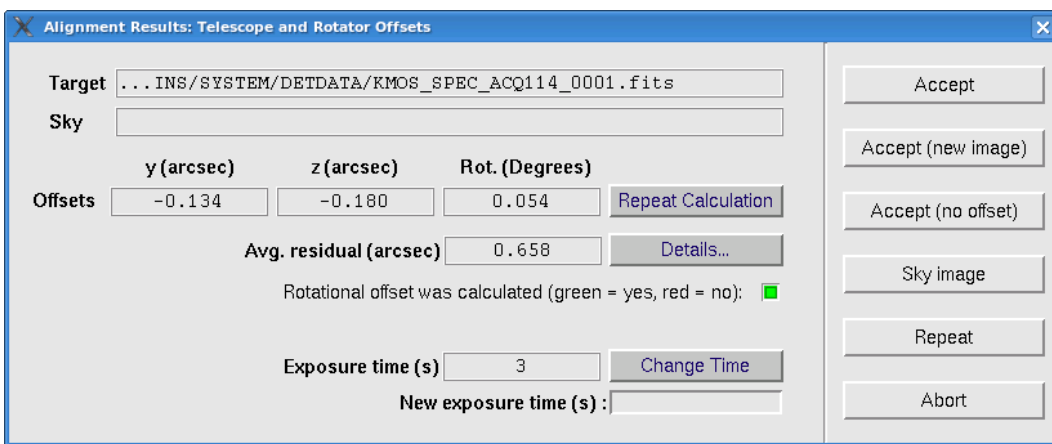 Alignment Results: Telescope and Rotator Offsets
Target ...INS/SYSTEM/DETDATA/KMOS_SPEC_ACQ114_0001.fits
Sky
y (arcsec) z (arcsec) Rot. (Degrees)
Offsets -0.134 -0.180 0.054 Repeat Calculation
Avg. residual (arcsec) 0.658 Details...
Rotational offset was calculated (green = yes, red = no):
Exposure time (s) 3 Change Time
New exposure time (s) :
Accept
Accept (new image)
Accept (no offset)
Sky image
Repeat
Abort